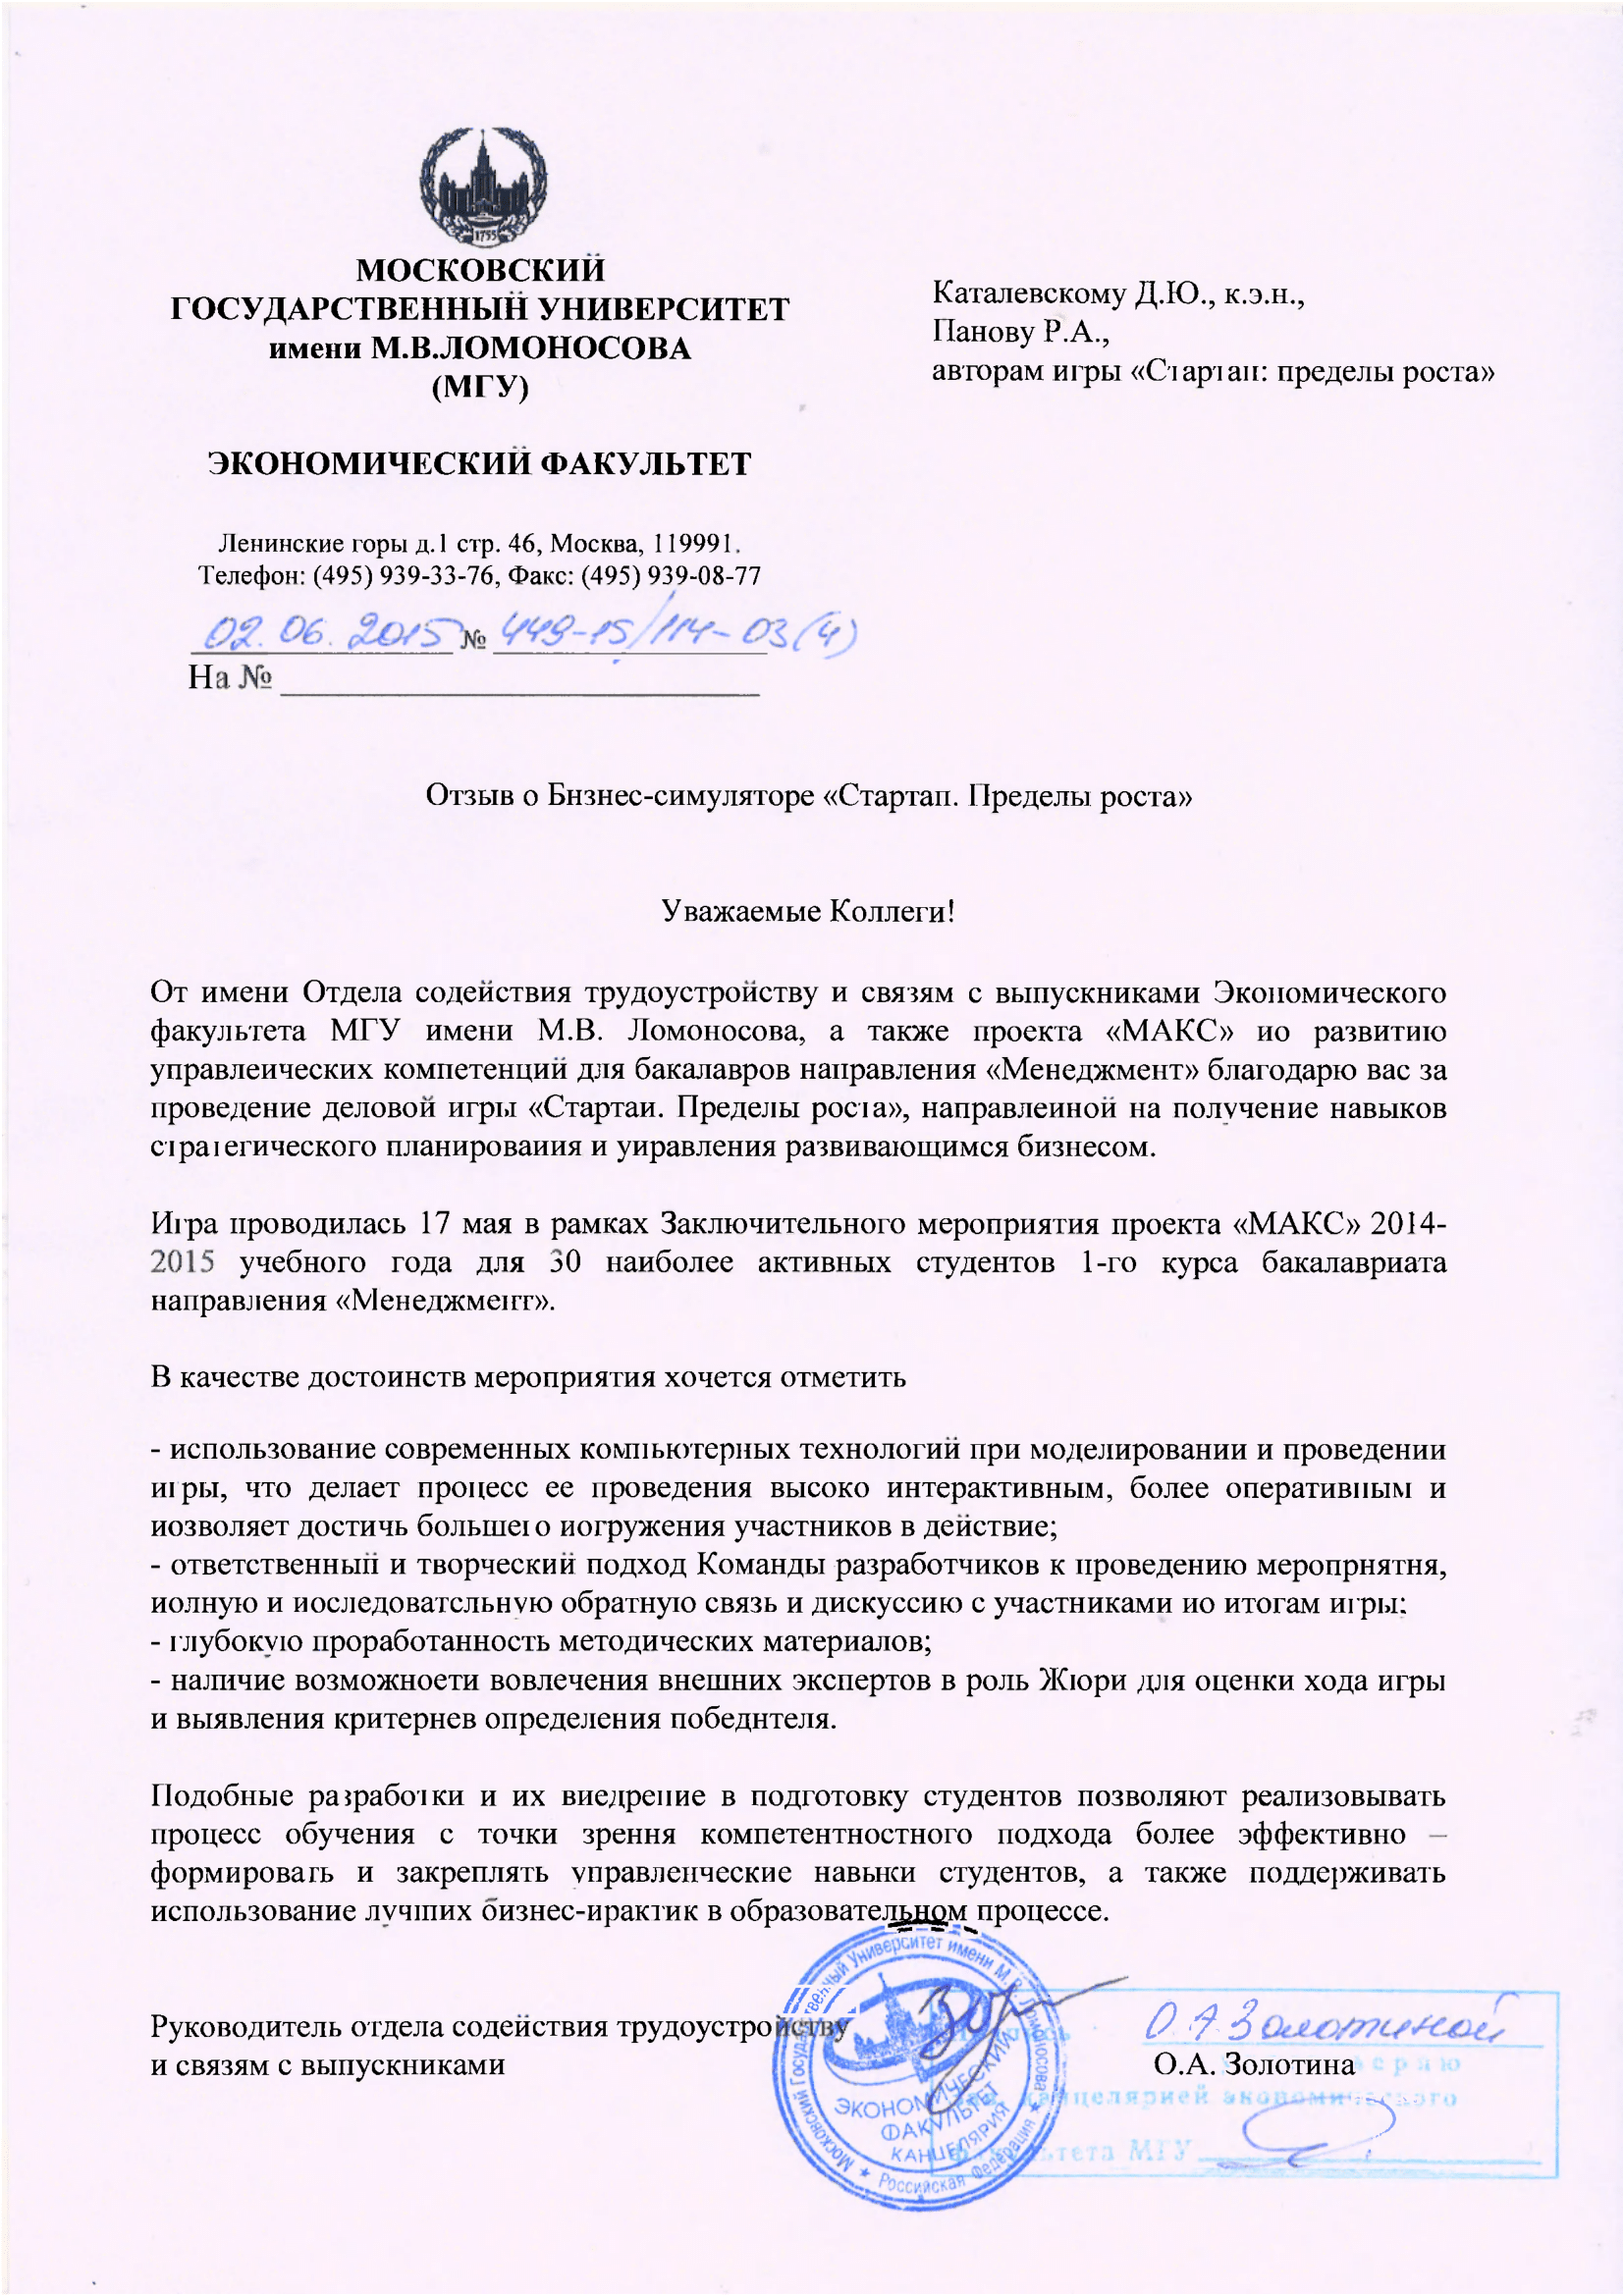 1755
МОСКОВСКИЙ
ГОСУДАРСТВЕННЫЙ УНИВЕРСИТЕТ
имени М.В.ЛОМОНОСОВА
(МГУ)
ЭКОНОМИЧЕСКИЙ ФАКУЛЬТЕТ
Ленинские горы д.1 стр. 46, Москва, 119991.
Телефон: (495) 939-33-76, Факс: (495) 939-08-77
02.06.2015 № 449-15/114-03(4)
На №
Каталевскому Д.Ю., к.э.н.,
Панову Р.А.,
авторам игры «Стартап: пределы роста»
Отзыв о Бизнес-симуляторе «Стартап. Пределы роста»
Уважаемые Коллеги!
От имени Отдела содействия трудоустройству и связям с выпускниками Экономического
факультета МГУ имени М.В. Ломоносова, а также проекта «МАКС» по развитию
управленческих компетенций для бакалавров направления «Менеджмент» благодарю вас за
проведение деловой игры «Стартап. Пределы роста», направленной на получение навыков
стратегического планирования и управления развивающимся бизнесом.
Игра проводилась 17 мая в рамках Заключительного мероприятия проекта «МАКС» 2014-
2015 учебного года для 30 наиболее активных студентов 1-го курса бакалавриата
направления «Менеджмент».
В качестве достоинств мероприятия хочется отметить
- использование современных компьютерных технологий при моделировании и проведении
игры, что делает процесс ее проведения высоко интерактивным, более оперативным и
позволяет достичь большего погружения участников в действие;
- ответственный и творческий подход Команды разработчиков к проведению мероприятия,
полную и последовательную обратную связь и дискуссию с участниками по итогам игры;
- глубокую проработанность методических материалов;
- наличие возможности вовлечения внешних экспертов в роль Жюри для оценки хода игры
и выявления критериев определения победителя.
Подобные разработки и их внедрение в подготовку студентов позволяют реализовывать
процесс обучения с точки зрения компетентностного подхода более эффективно –
формировать и закреплять управленческие навыки студентов, а также поддерживать
использование лучших бизнес-практик в образовательном процессе.
Руководитель отдела содействия трудоустройству
и связям с выпускниками
О.А. Золотина
Московский Государственный Университет имени М.В. Ломоносова ★ Российская Федерация ★
ЭКОНОМИЧЕСКИЙ
ФАКУЛЬТЕТ
КАНЦЕЛЯРИЯ
О.А Золотиной
канцелярией экономического
факультета МГУ